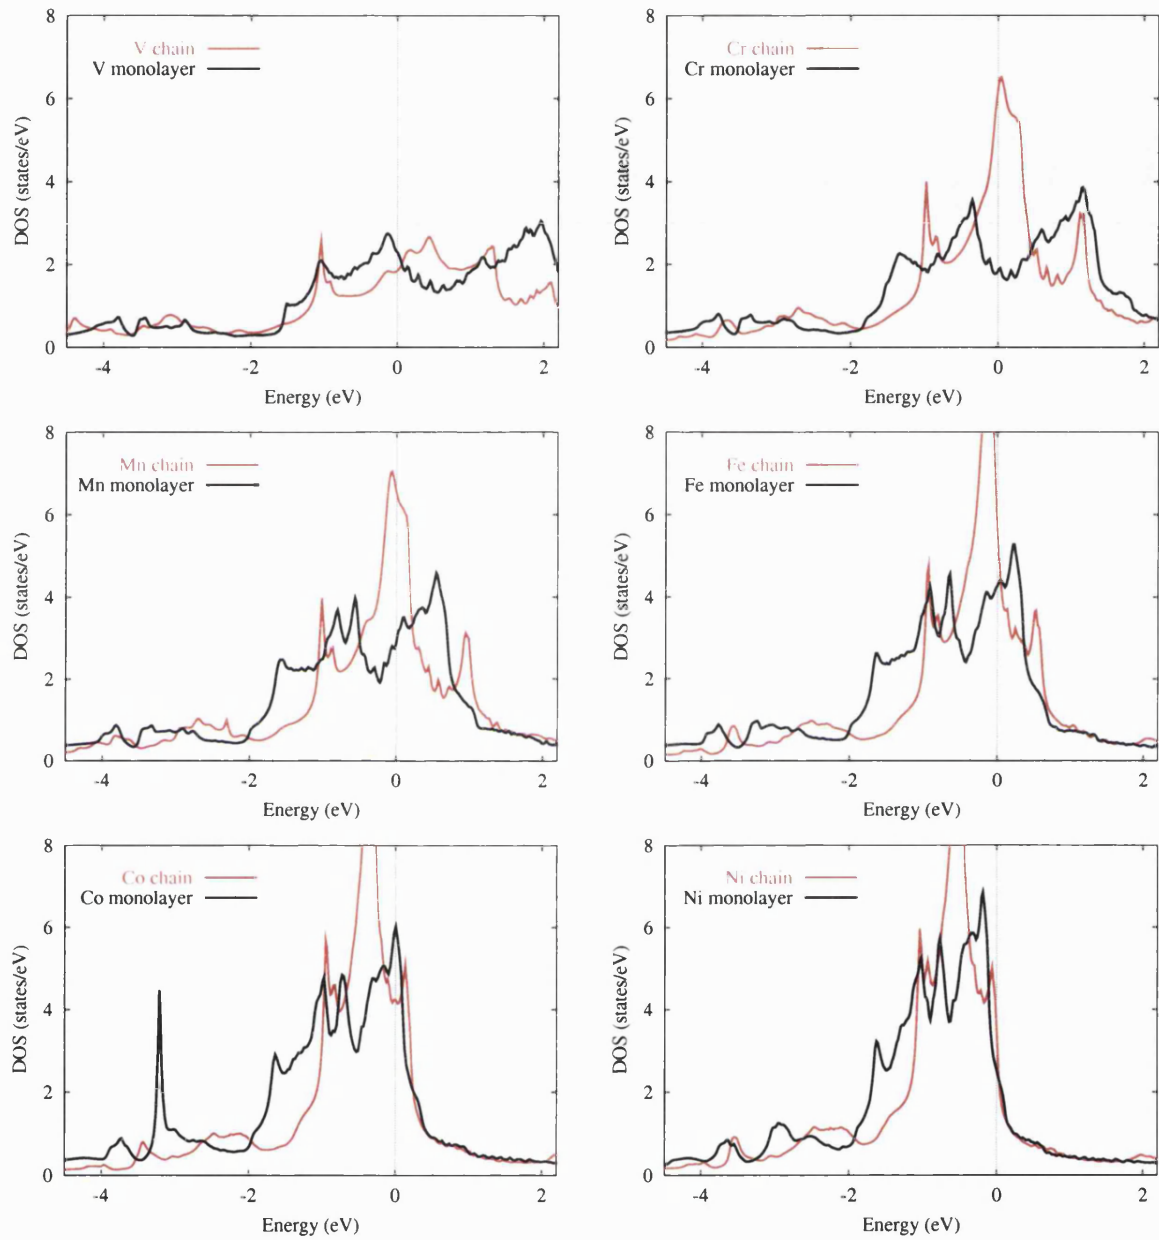 8
6
4
2
0
DOS (states/eV)
V chain
V monolayer
-4
-2
0
2
Energy (eV)
8
6
4
2
0
DOS (states/eV)
Cr chain
Cr monolayer
-4
-2
0
2
Energy (eV)
8
6
4
2
0
DOS (states/eV)
Mn chain
Mn monolayer
-4
-2
0
2
Energy (eV)
8
6
4
2
0
DOS (states/eV)
Fe chain
Fe monolayer
-4
-2
0
2
Energy (eV)
8
6
4
2
0
DOS (states/eV)
Co chain
Co monolayer
-4
-2
0
2
Energy (eV)
8
6
4
2
0
DOS (states/eV)
Ni chain
Ni monolayer
-4
-2
0
2
Energy (eV)